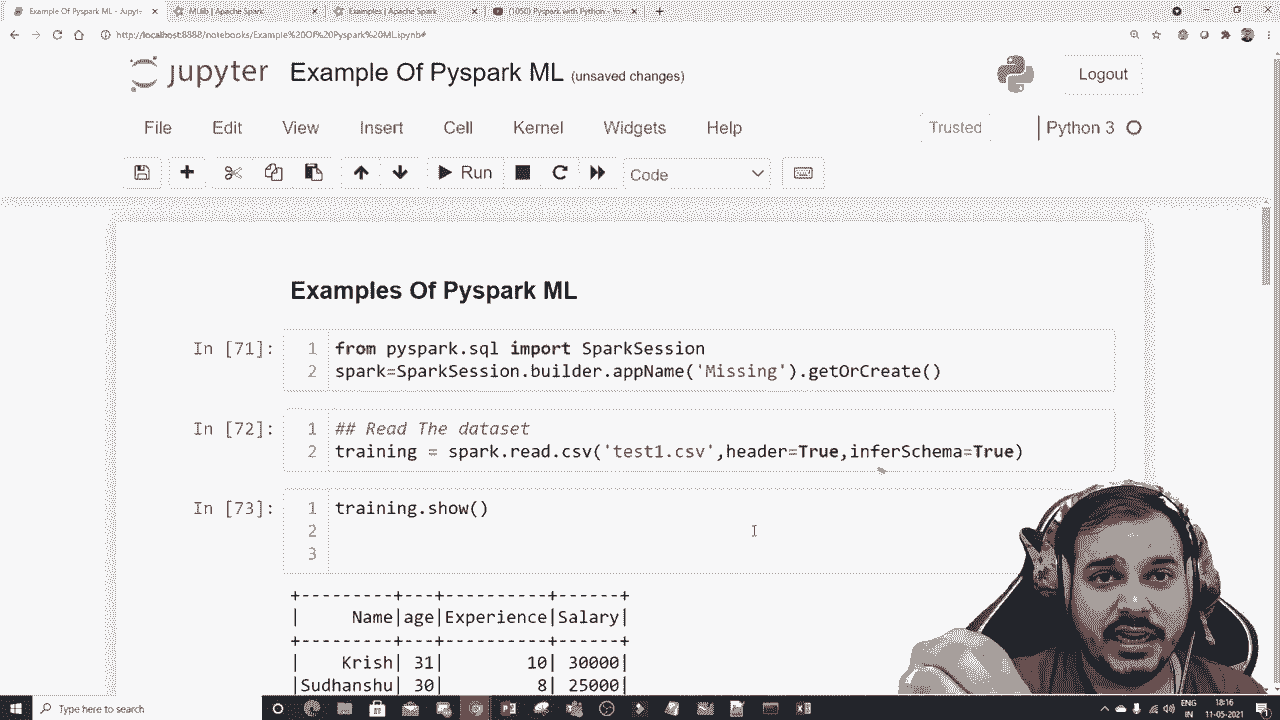 Example Of Pyspark ML - Jupyt
MLlib | Apache Spark
Examples | Apache Spark
(1050) Pyspark with Python - Yo
http://localhost:8888/notebooks/Example%20Of%20Pyspark%20ML.ipynb#
jupyter Example Of Pyspark ML (unsaved changes)
Logout
File Edit View Insert Cell Kernel Widgets Help
Trusted
Python 3
Run
Code
Examples Of Pyspark ML
In [71]: 1 from pyspark.sql import SparkSession
2 spark=SparkSession.builder.appName('Missing').getOrCreate()
In [72]: 1 ## Read The dataset
2 training = spark.read.csv('test1.csv',header=True,inferSchema=True)
In [73]: 1 training.show()
2
3
+---------+---+----------+------+
|     Name|age|Experience|Salary|
+---------+---+----------+------+
|    Krish| 31|        10| 30000|
|Sudhanshu| 30|         8| 25000|
Type here to search
ENG
IN
18:16
11-05-2021